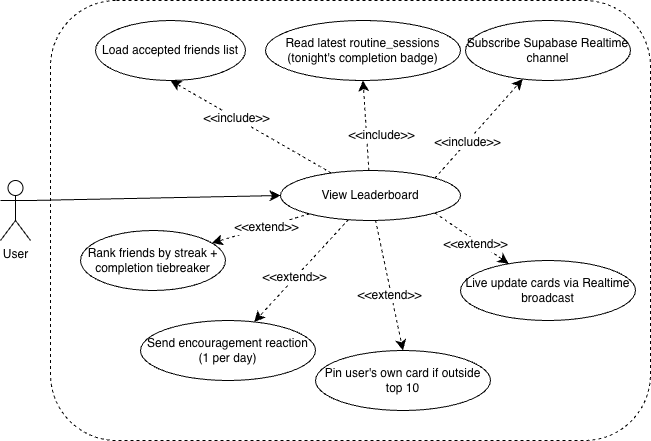 Load accepted friends list
Read latest routine_sessions
(tonight's completion badge)
Subscribe Supabase Realtime
channel
<<include>>
<<include>>
<<include>>
View Leaderboard
User
<<extend>>
<<extend>>
<<extend>>
<<extend>>
Rank friends by streak +
completion tiebreaker
Live update cards via Realtime
broadcast
Send encouragement reaction
(1 per day)
Pin user's own card if outside
top 10